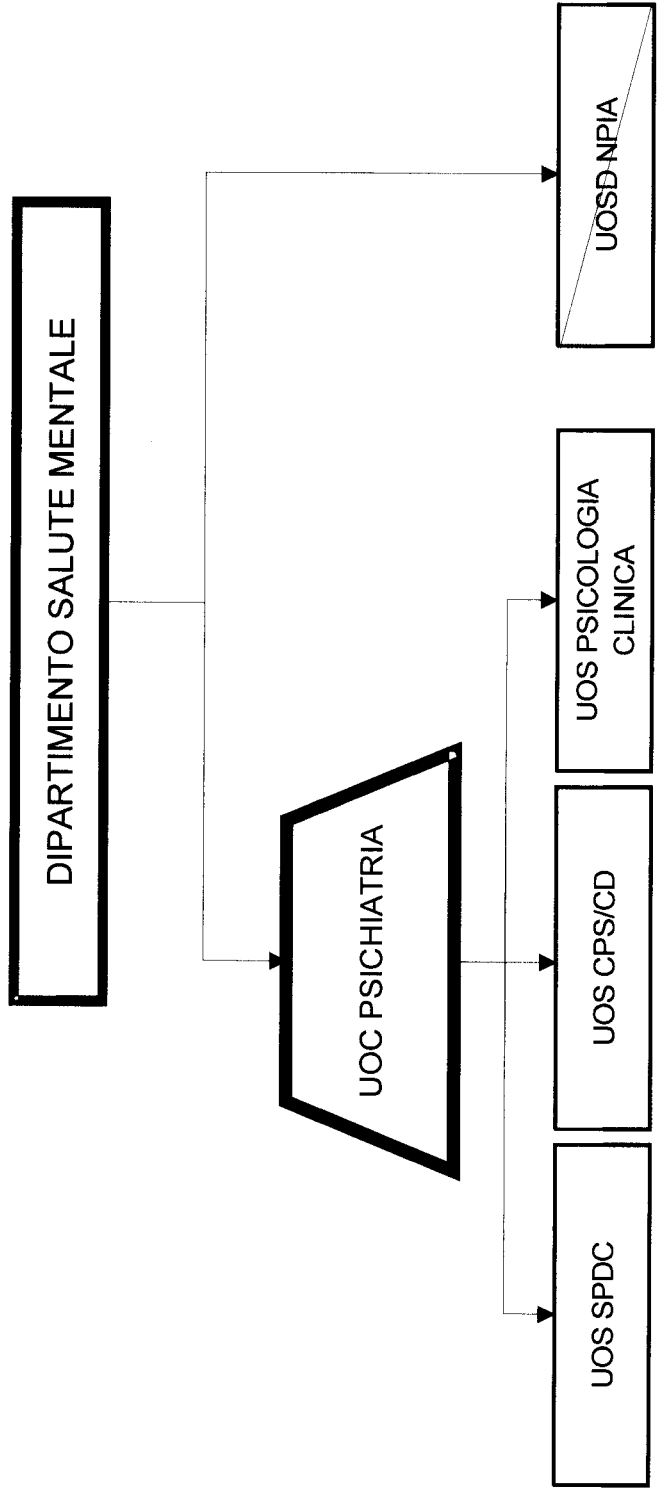 DIPARTIMENTO SALUTE MENTALE
UOC PSICHIATRIA
UOS SPDC
UOS CPS/CD
UOS PSICOLOGIA
CLINICA
UOSD NPIA